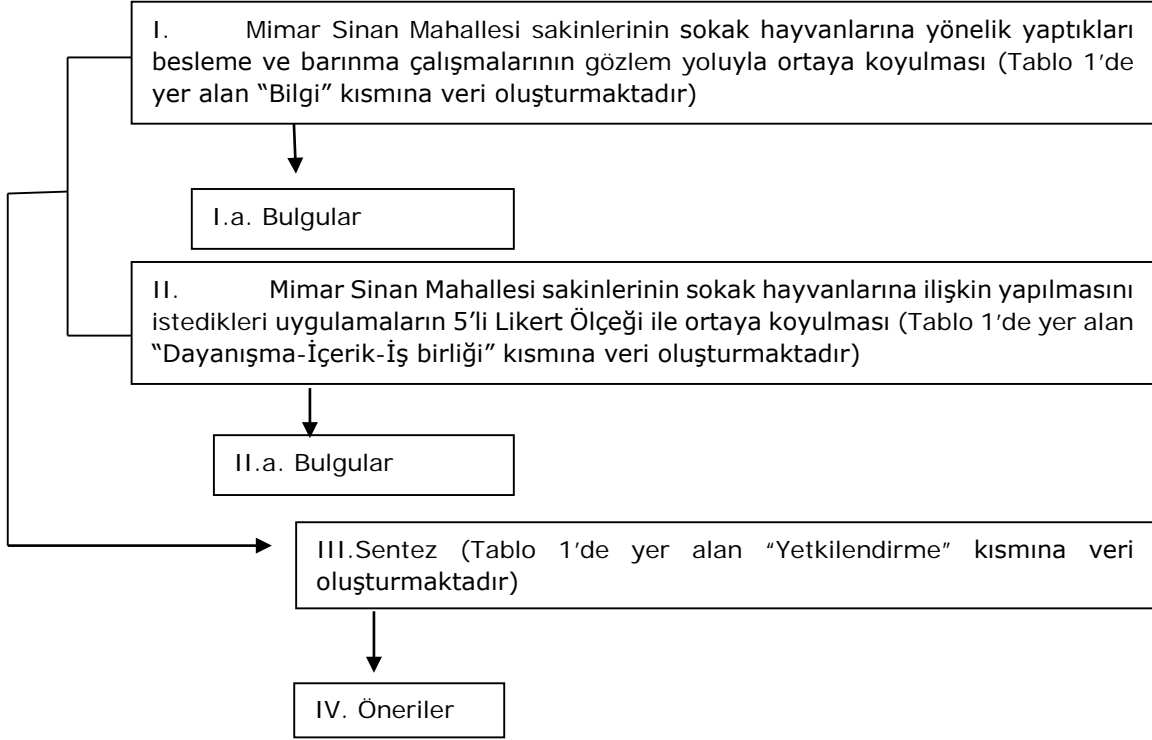 I. Mimar Sinan Mahallesi sakinlerinin sokak hayvanlarına yönelik yaptıkları
besleme ve barınma çalışmalarının gözlem yoluyla ortaya koyulması (Tablo 1’de
yer alan “Bilgi” kısmına veri oluşturmaktadır)
I.a. Bulgular
II. Mimar Sinan Mahallesi sakinlerinin sokak hayvanlarına ilişkin yapılmasını
istedikleri uygulamaların 5’li Likert Ölçeği ile ortaya koyulması (Tablo 1’de yer alan
“Dayanışma-İçerik-İş birliği” kısmına veri oluşturmaktadır)
II.a. Bulgular
III.Sentez (Tablo 1’de yer alan “Yetkilendirme” kısmına veri
oluşturmaktadır)
IV. Öneriler